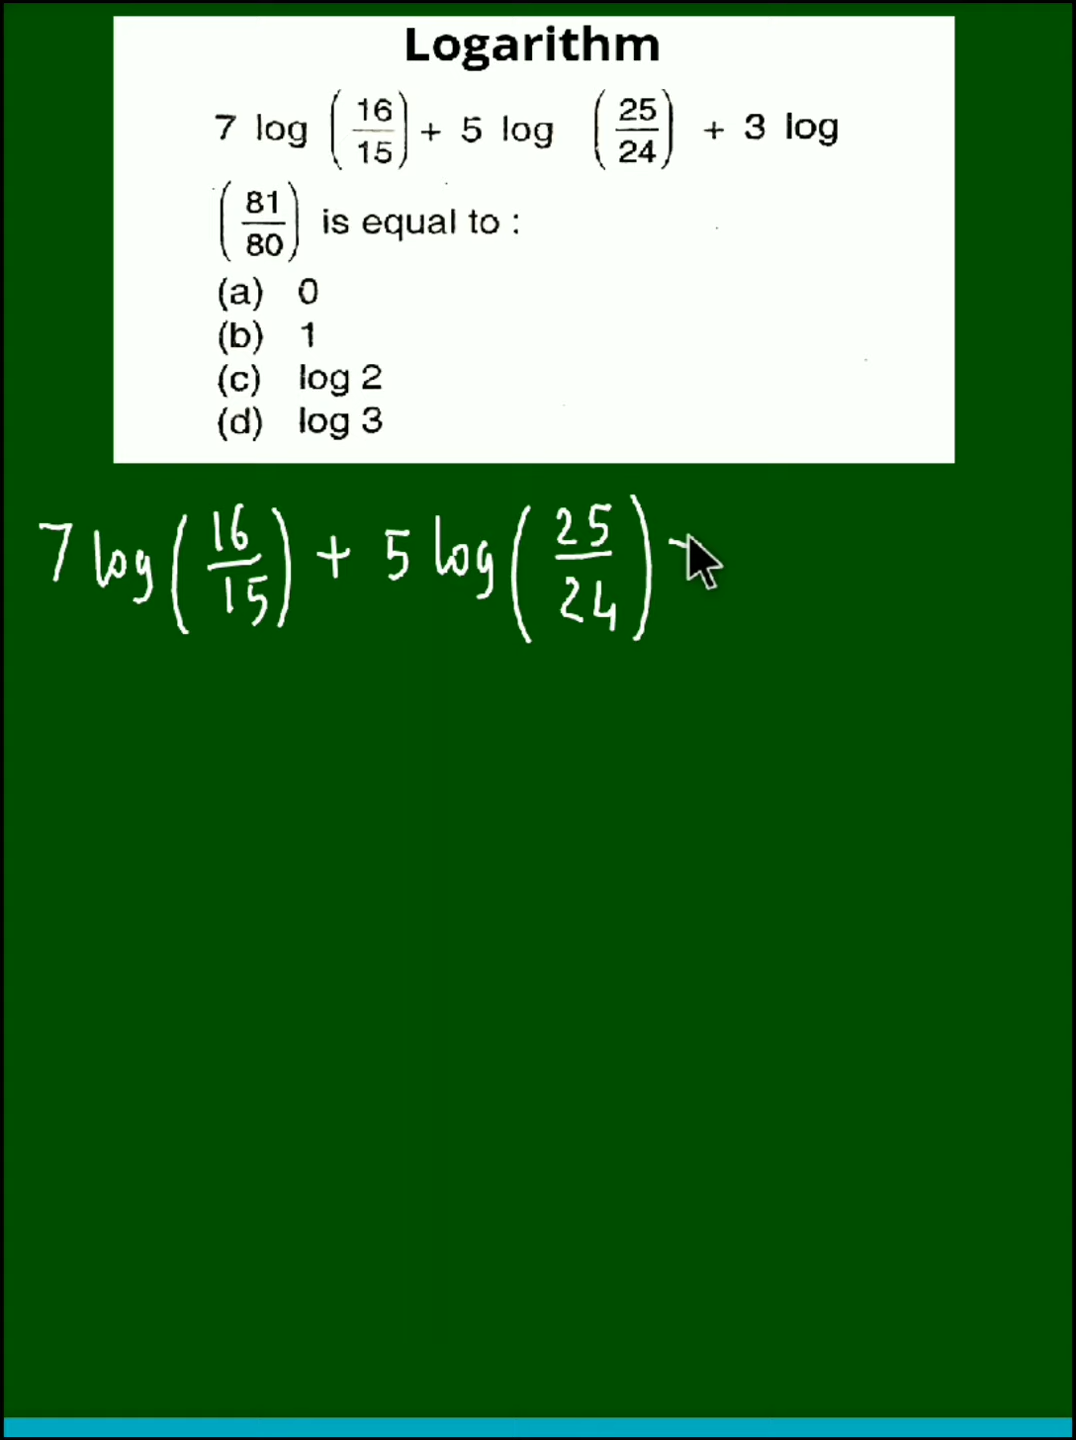 Logarithm
7 log (16/15) + 5 log (25/24) + 3 log
(81/80) is equal to :
(a) 0
(b) 1
(c) log 2
(d) log 3
7 log (16/15) + 5 log (25/24)